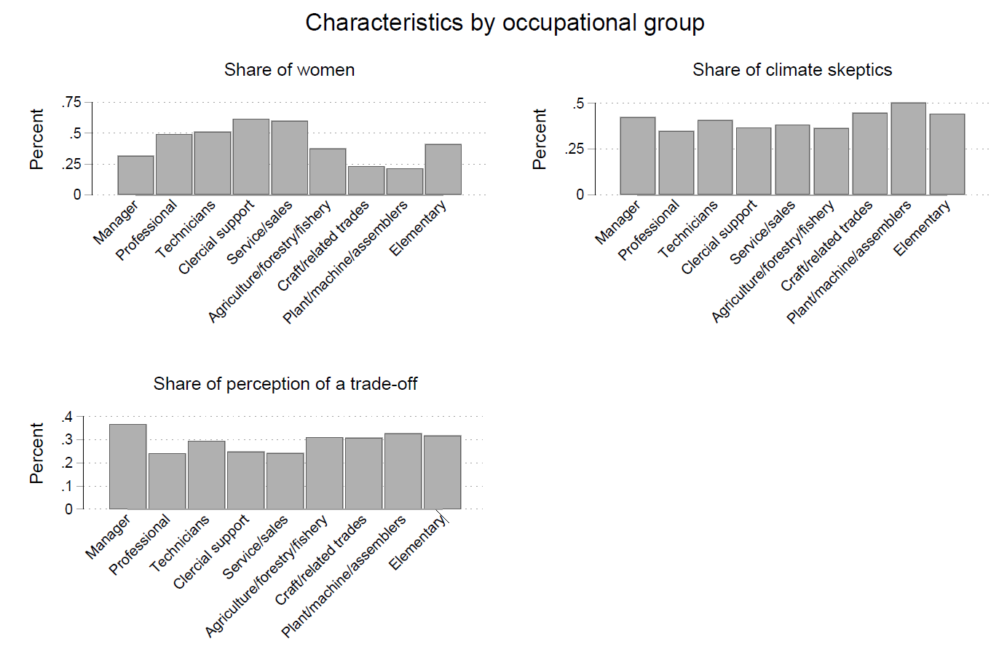 Characteristics by occupational group
Share of women
Percent
.75
.5
.25
0
Manager
Professional
Technicians
Clercial support
Service/sales
Agriculture/forestry/fishery
Craft/related trades
Plant/machine/assemblers
Elementary
Share of climate skeptics
Percent
.5
.25
0
Manager
Professional
Technicians
Clercial support
Service/sales
Agriculture/forestry/fishery
Craft/related trades
Plant/machine/assemblers
Elementary
Share of perception of a trade-off
Percent
.4
.3
.2
.1
0
Manager
Professional
Technicians
Clercial support
Service/sales
Agriculture/forestry/fishery
Craft/related trades
Plant/machine/assemblers
Elementary